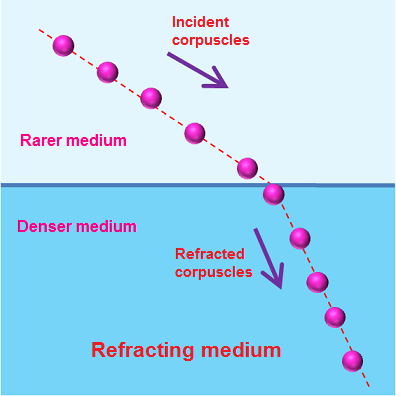 Incident
corpuscles
Rarer medium
Denser medium
Refracted
corpuscles
Refracting medium